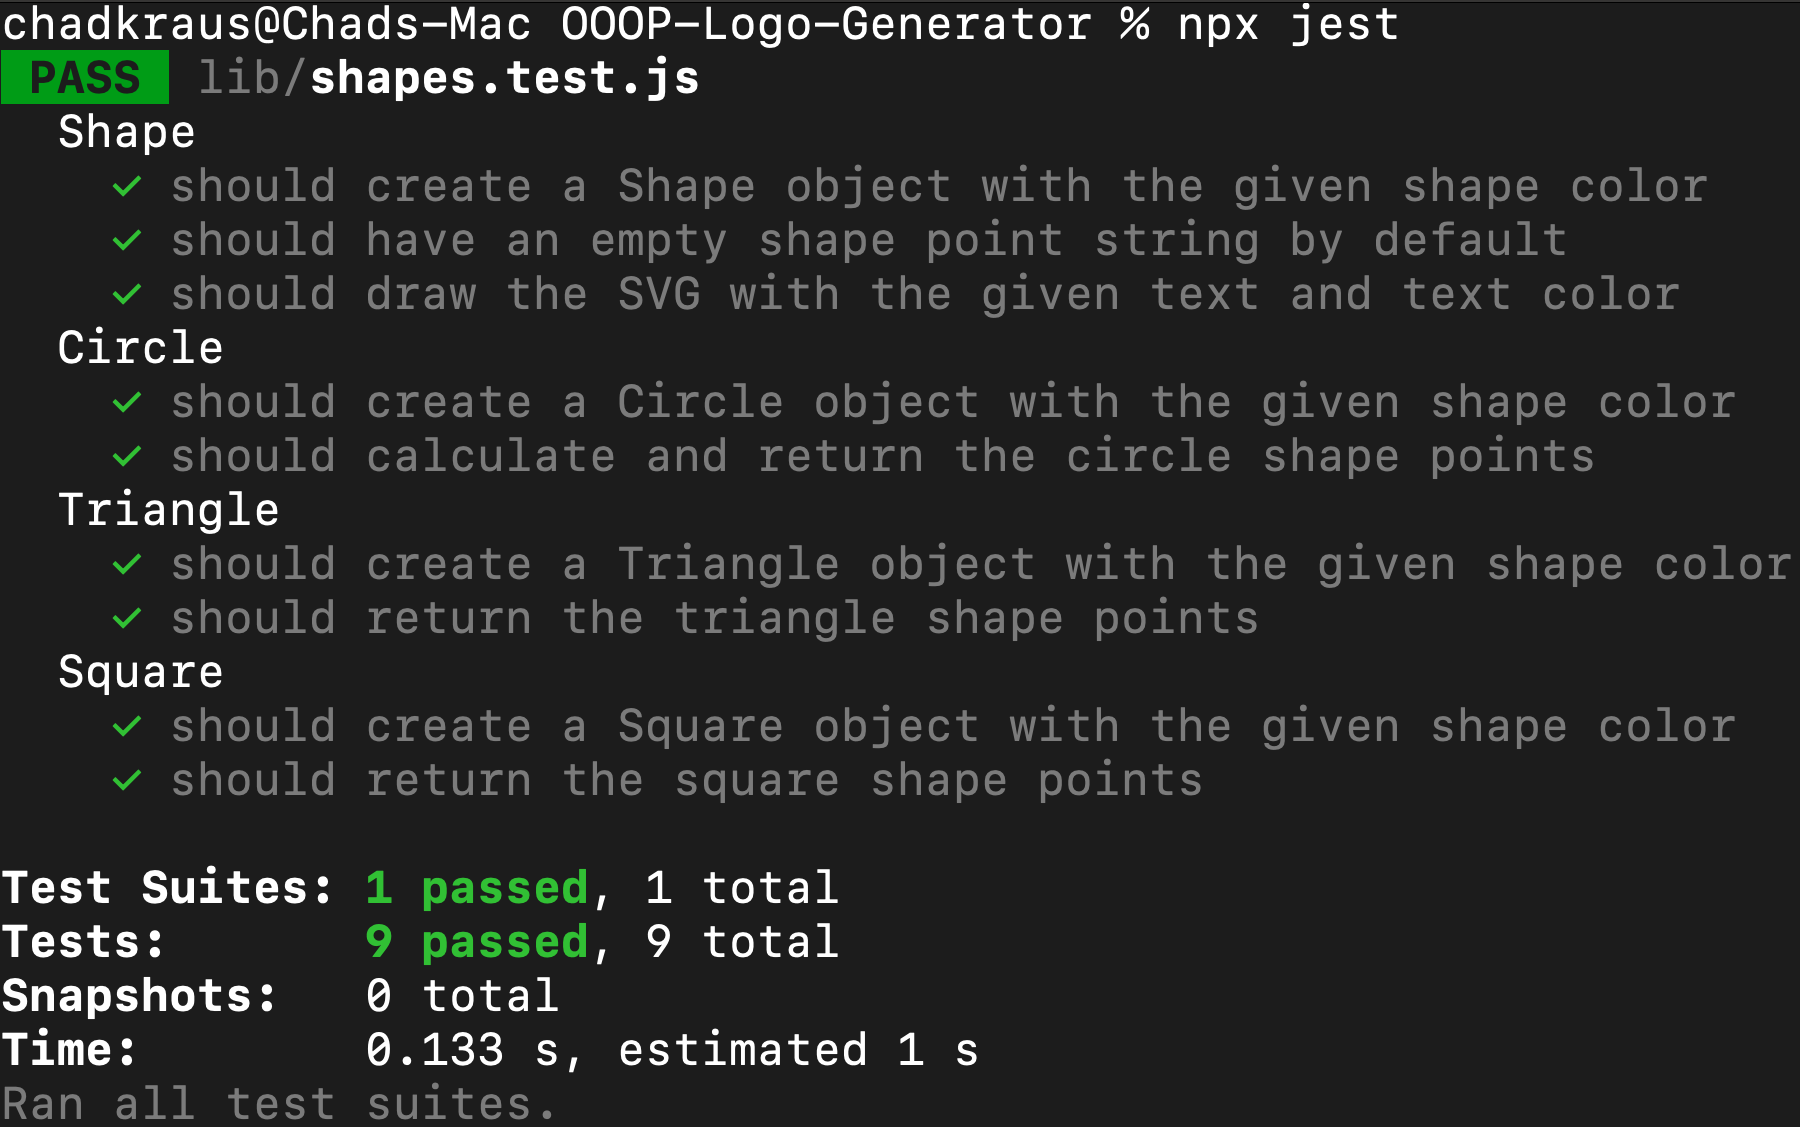 chadkraus@Chads-Mac OOOP-Logo-Generator % npx jest
PASS lib/shapes.test.js
Shape
✓ should create a Shape object with the given shape color
✓ should have an empty shape point string by default
✓ should draw the SVG with the given text and text color
Circle
✓ should create a Circle object with the given shape color
✓ should calculate and return the circle shape points
Triangle
✓ should create a Triangle object with the given shape color
✓ should return the triangle shape points
Square
✓ should create a Square object with the given shape color
✓ should return the square shape points
Test Suites: 1 passed, 1 total
Tests: 9 passed, 9 total
Snapshots: 0 total
Time: 0.133 s, estimated 1 s
Ran all test suites.